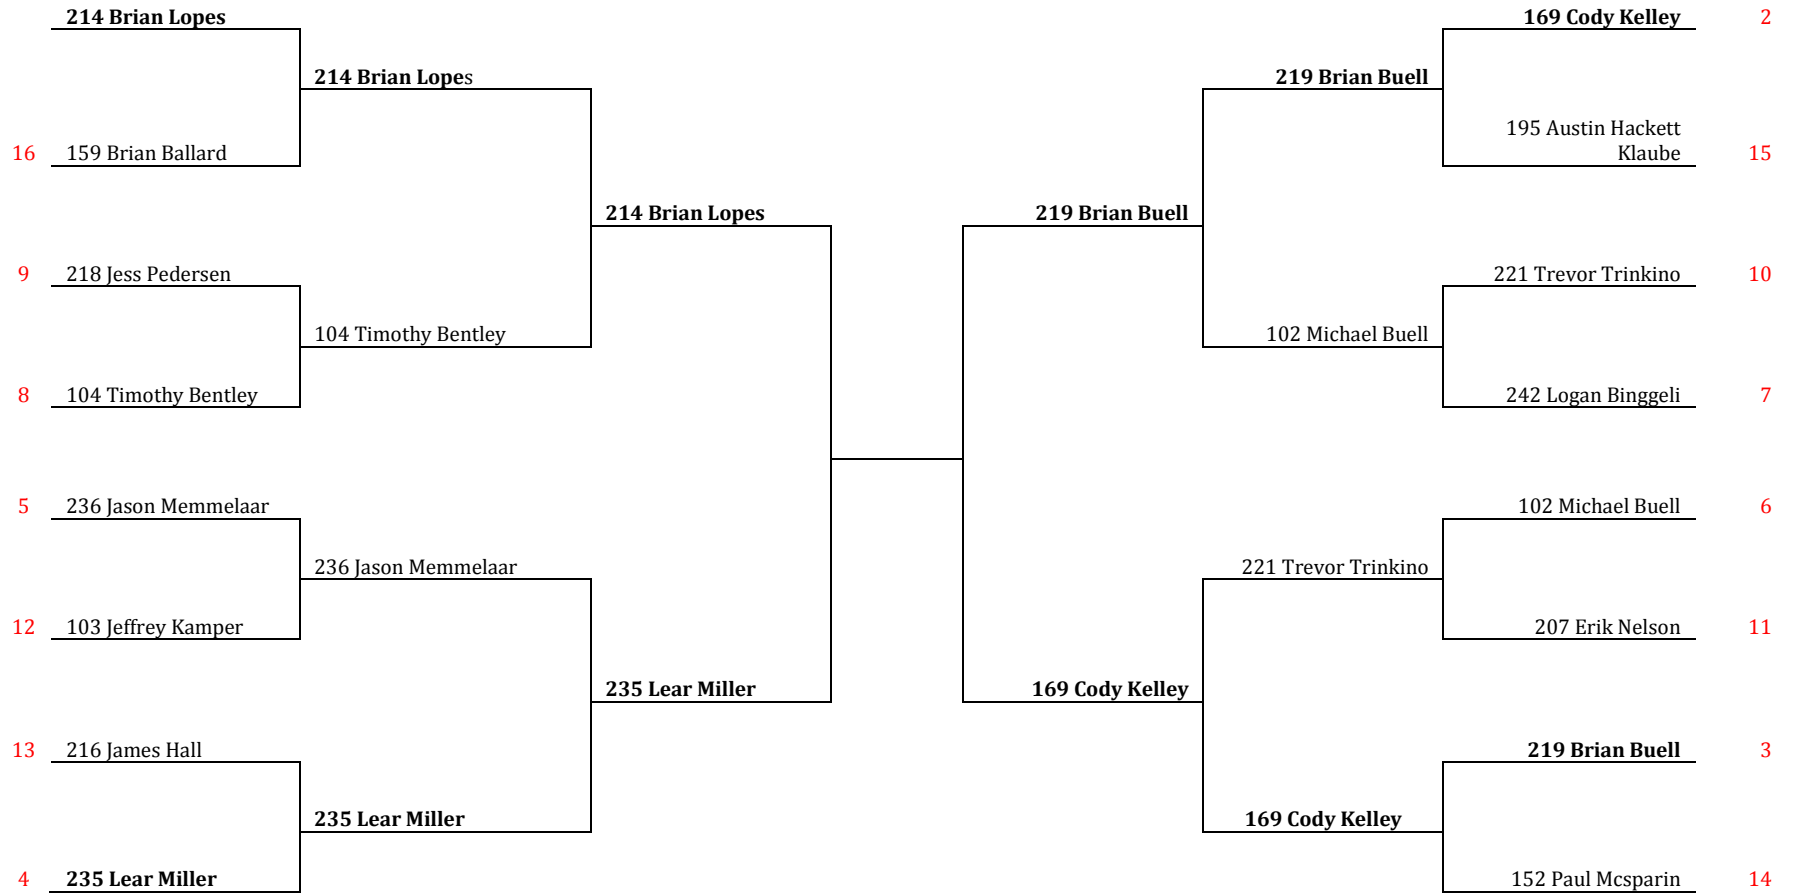 214 Brian Lopes
169 Cody Kelley 2
214 Brian Lopes
219 Brian Buell
195 Austin Hackett
16 159 Brian Ballard
Klaube 15
214 Brian Lopes
219 Brian Buell
9 218 Jess Pedersen
221 Trevor Trinkino 10
104 Timothy Bentley
102 Michael Buell
8 104 Timothy Bentley
242 Logan Binggeli 7
5 236 Jason Memmelaar
102 Michael Buell 6
236 Jason Memmelaar
221 Trevor Trinkino
12 103 Jeffrey Kamper
207 Erik Nelson 11
235 Lear Miller
169 Cody Kelley
13 216 James Hall
219 Brian Buell 3
235 Lear Miller
169 Cody Kelley
4 235 Lear Miller
152 Paul Mcsparin 14